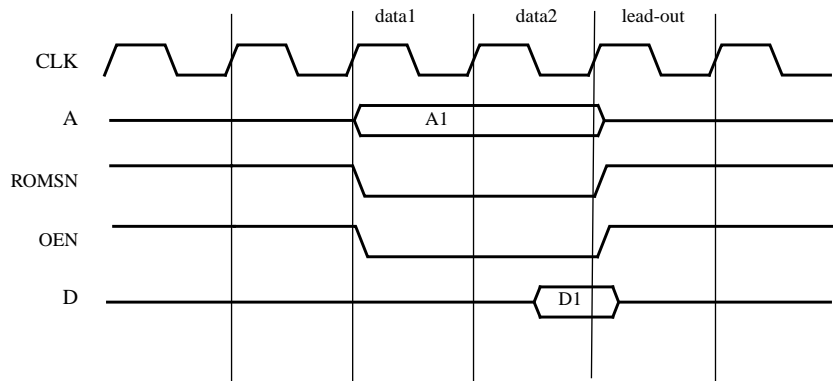 data1 data2 lead-out
CLK
A A1
ROMSN
OEN
D D1